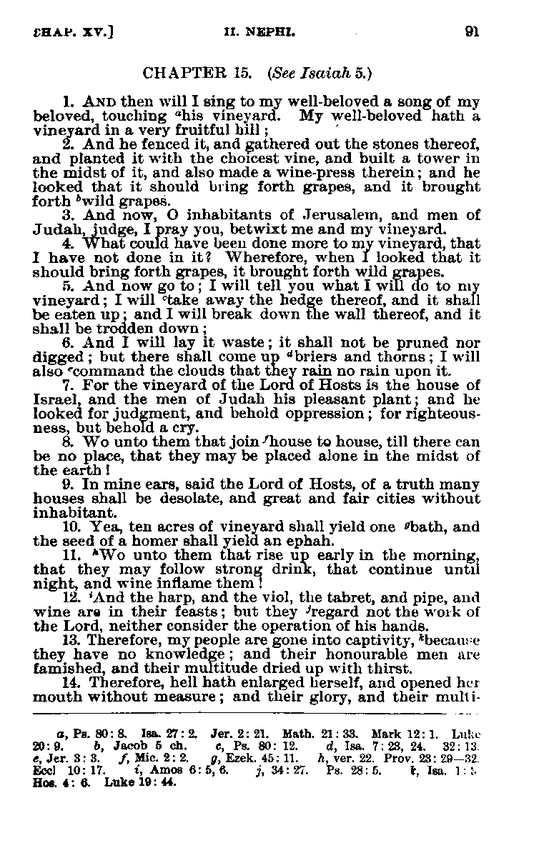 CHAP. XV.] II. NEPHI. 91
CHAPTER 15. (See Isaiah 5.)
1. AND then will I sing to my well-beloved a song of my
beloved, touching ᵃhis vineyard. My well-beloved hath a
vineyard in a very fruitful hill;
2. And he fenced it, and gathered out the stones thereof,
and planted it with the choicest vine, and built a tower in
the midst of it, and also made a wine-press therein; and he
looked that it should bring forth grapes, and it brought
forth ᵇwild grapes.
3. And now, O inhabitants of Jerusalem, and men of
Judah, judge, I pray you, betwixt me and my vineyard.
4. What could have been done more to my vineyard, that
I have not done in it? Wherefore, when I looked that it
should bring forth grapes, it brought forth wild grapes.
5. And now go to; I will tell you what I will do to my
vineyard; I will ᶜtake away the hedge thereof, and it shall
be eaten up; and I will break down the wall thereof, and it
shall be trodden down;
6. And I will lay it waste; it shall not be pruned nor
digged; but there shall come up ᵈbriers and thorns; I will
also ᵉcommand the clouds that they rain no rain upon it.
7. For the vineyard of the Lord of Hosts is the house of
Israel, and the men of Judah his pleasant plant; and he
looked for judgment, and behold oppression; for righteous-
ness, but behold a cry.
8. Wo unto them that join ᶠhouse to house, till there can
be no place, that they may be placed alone in the midst of
the earth!
9. In mine ears, said the Lord of Hosts, of a truth many
houses shall be desolate, and great and fair cities without
inhabitant.
10. Yea, ten acres of vineyard shall yield one ᵍbath, and
the seed of a homer shall yield an ephah.
11. ʰWo unto them that rise up early in the morning,
that they may follow strong drink, that continue until
night, and wine inflame them!
12. ⁱAnd the harp, and the viol, the tabret, and pipe, and
wine are in their feasts; but they ʲregard not the work of
the Lord, neither consider the operation of his hands.
13. Therefore, my people are gone into captivity, ᵏbecause
they have no knowledge; and their honourable men are
famished, and their multitude dried up with thirst.
14. Therefore, hell hath enlarged herself, and opened her
mouth without measure; and their glory, and their multi-
a, Ps. 80:8. Isa. 27:2. Jer. 2:21. Math. 21:33. Mark 12:1. Luke
20:9. b, Jacob 5 ch. c, Ps. 80:12. d, Isa. 7:23, 24. 32:13.
e, Jer. 3:3. f, Mic. 2:2. g, Ezek. 45:11. h, ver. 22. Prov. 23:29—32.
Eccl 10:17. i, Amos 6:5, 6. j, 34:27. Ps. 28:5. k, Isa. 1:3.
Hos. 4:6. Luke 19:44.